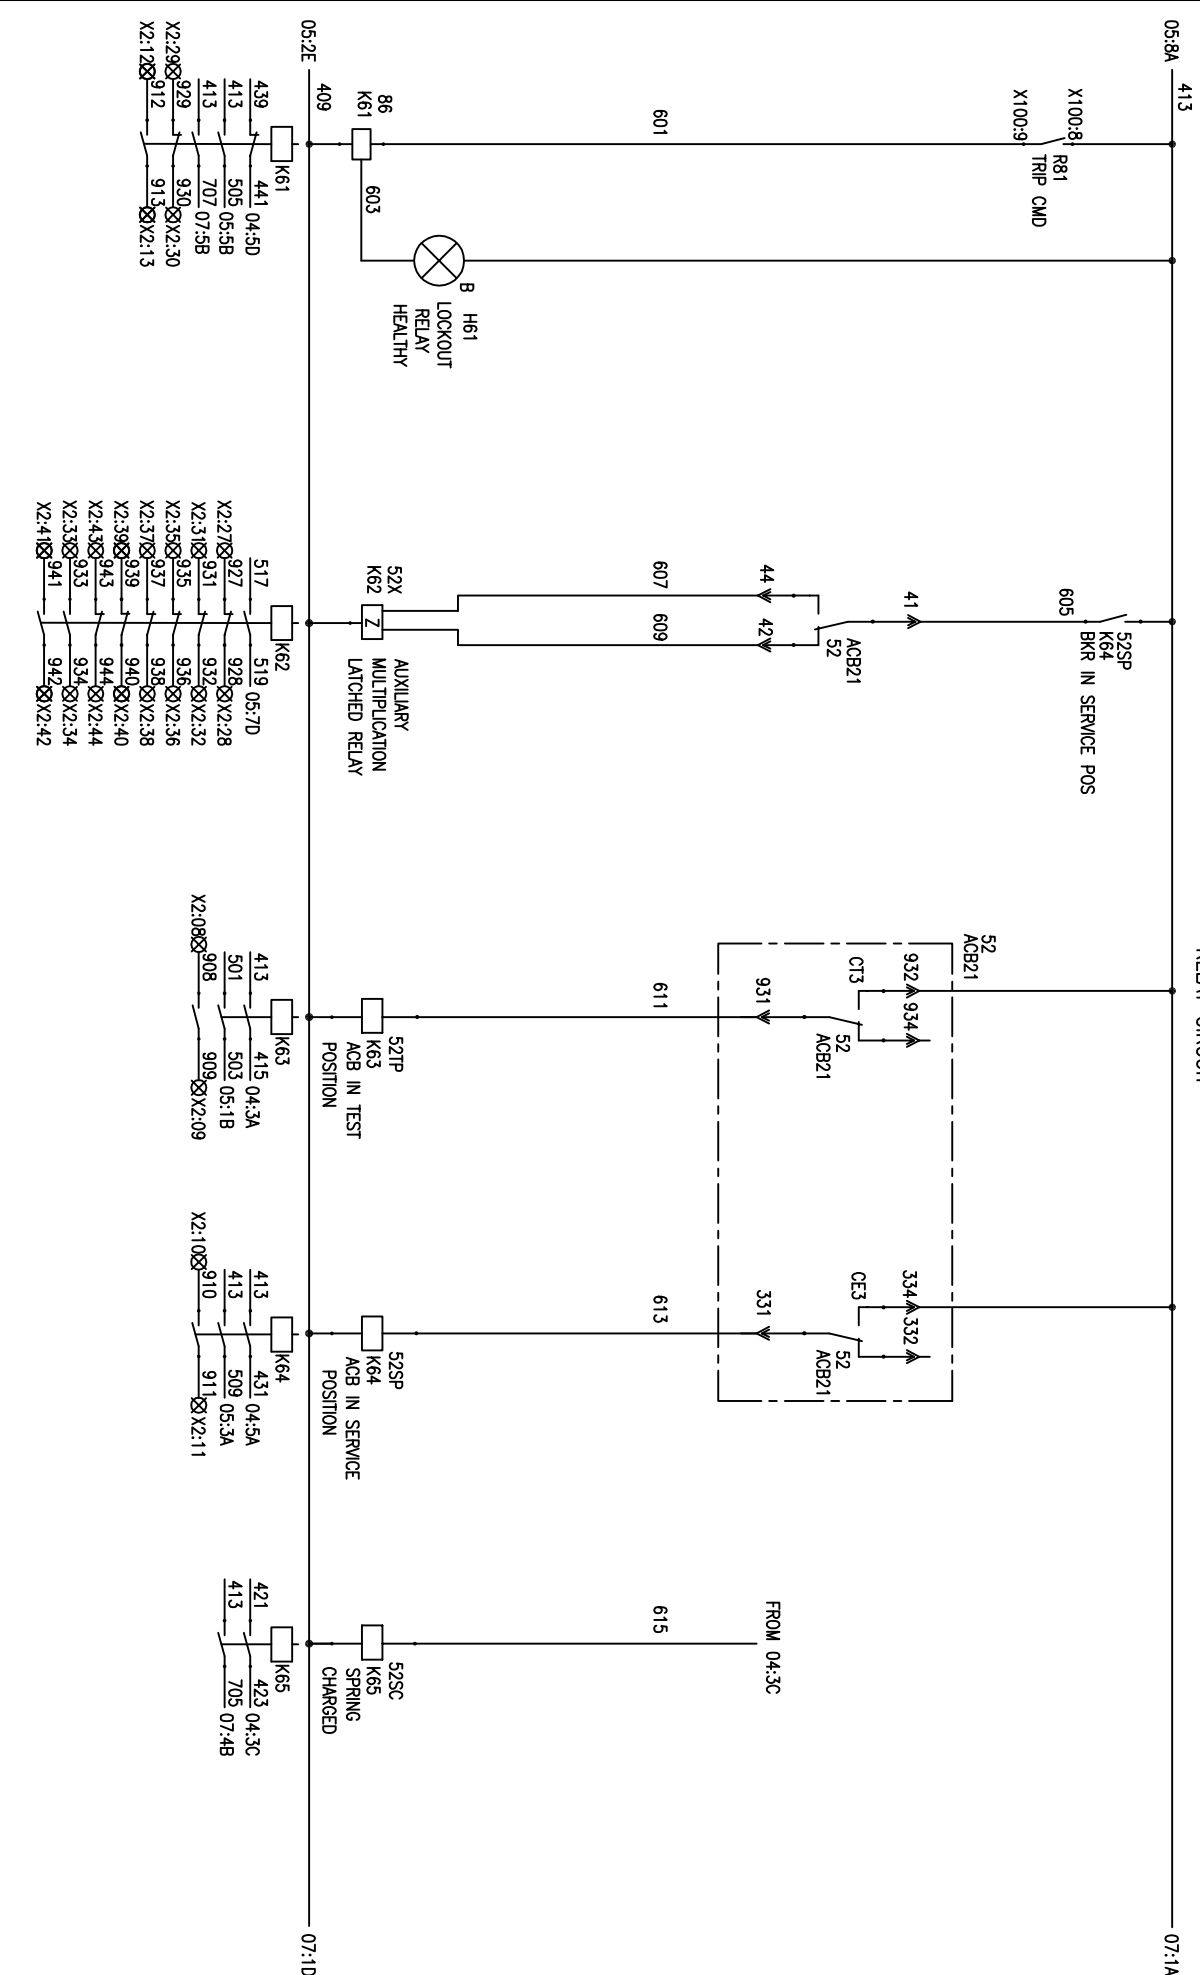 05:8A
413
07:1A
X100:8
X100:9
R81
TRIP CMD
601
86
K61
603
B
H61
LOCKOUT
RELAY
HEALTHY
05:2E
409
07:1D
K61
439
441
04:5D
413
505
05:5B
413
707
07:5B
X2:29
929
930
X2:30
X2:12
912
913
X2:13
52SP
K64
BKR IN SERVICE POS
605
41
ACB21
52
44
42
607
609
52X
K62
Z
AUXILIARY
MULTIPLICATION
LATCHED RELAY
K62
517
519
05:7D
X2:27
927
928
X2:28
X2:31
931
932
X2:32
X2:35
935
936
X2:36
X2:37
937
938
X2:38
X2:39
939
940
X2:40
X2:43
943
944
X2:44
X2:33
933
934
X2:34
X2:41
941
942
X2:42
52
ACB21
932
934
CT3
52
ACB21
931
611
52TP
K63
ACB IN TEST
POSITION
K63
413
415
04:3A
501
503
05:1B
X2:08
908
909
X2:09
334
332
CE3
52
ACB21
331
613
52SP
K64
ACB IN SERVICE
POSITION
K64
413
431
04:5A
413
509
05:3A
X2:10
910
911
X2:11
FROM 04:3C
615
52SC
K65
SPRING
CHARGED
K65
421
423
04:3C
413
705
07:4B